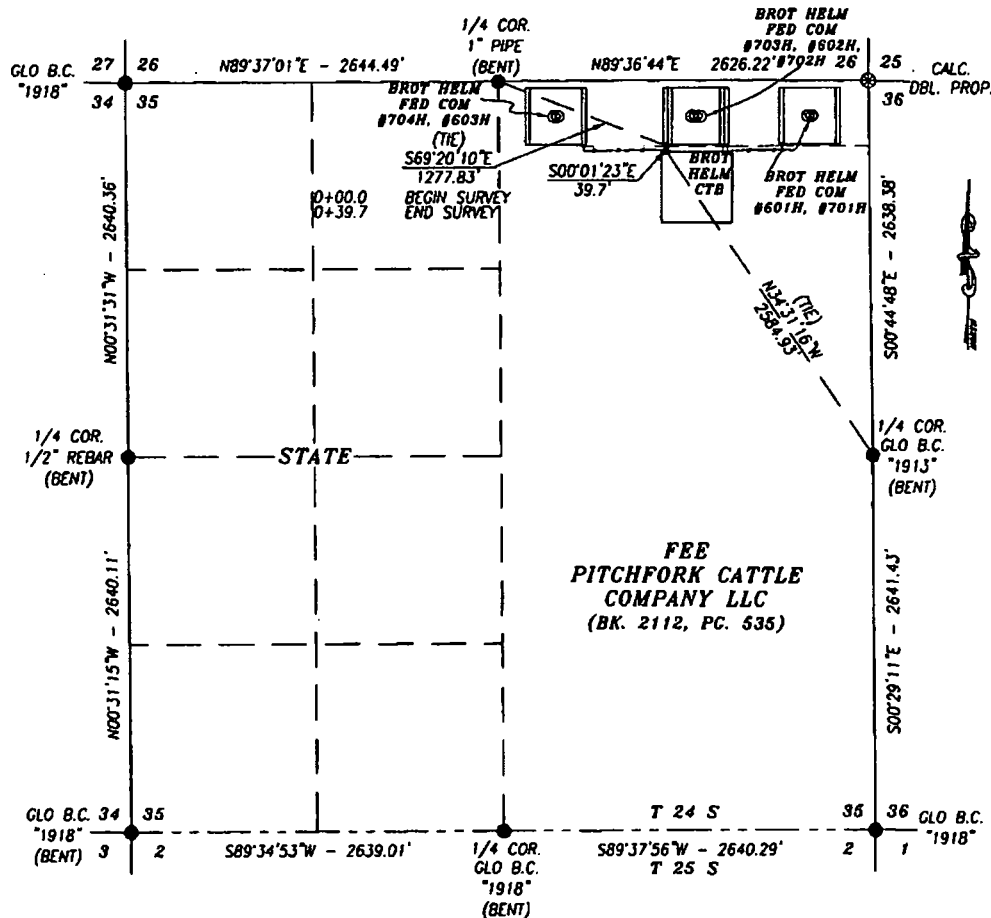 1/4 COR.
1" PIPE
(BENT)
BROT HELM
FED COM
#703H, #602H,
#702H
27 26
N89°37'01"E - 2644.49'
N89°36'44"E 2626.22'
26 25
GLO B.C.
"1918"
34 35
36
CALC.
DBL. PROP.
BROT HELM
FED COM
#704H, #603H
(TIE)
S69°20'10"E
1277.83'
S00°01'23"E
39.7'
BROT
HELM
CTB
BROT HELM
FED COM
#601H, #701H
0+00.0 BEGIN SURVEY
0+39.7 END SURVEY
N00°31'31"W - 2640.36'
S00°44'48"E - 2638.38'
(TIE)
N34°31'16"W
2584.93'
1/4 COR.
1/2" REBAR
(BENT)
STATE
1/4 COR.
GLO B.C.
"1913"
(BENT)
FEE
PITCHFORK CATTLE
COMPANY LLC
(BK. 2112, PG. 535)
N00°31'15"W - 2640.11'
S00°29'11"E - 2641.43'
GLO B.C.
"1918"
(BENT)
34 35
3 2
S89°34'53"W - 2639.01'
1/4 COR.
GLO B.C.
"1918"
(BENT)
T 24 S
S89°37'56"W - 2640.29'
T 25 S
35 36
2 1
GLO B.C.
"1918"